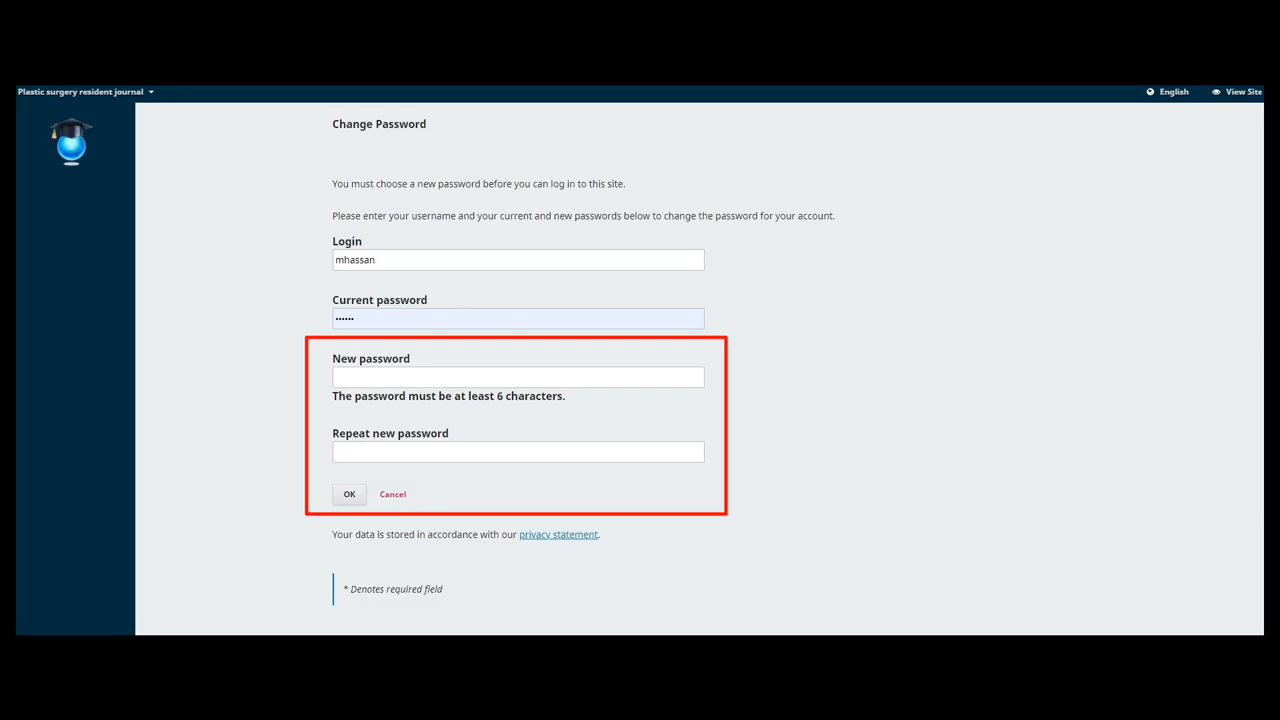 Plastic surgery resident journal
English
View Site
Change Password
You must choose a new password before you can log in to this site.
Please enter your username and your current and new passwords below to change the password for your account.
Login
mhassan
Current password
••••••
New password
The password must be at least 6 characters.
Repeat new password
OK
Cancel
Your data is stored in accordance with our privacy statement.
* Denotes required field